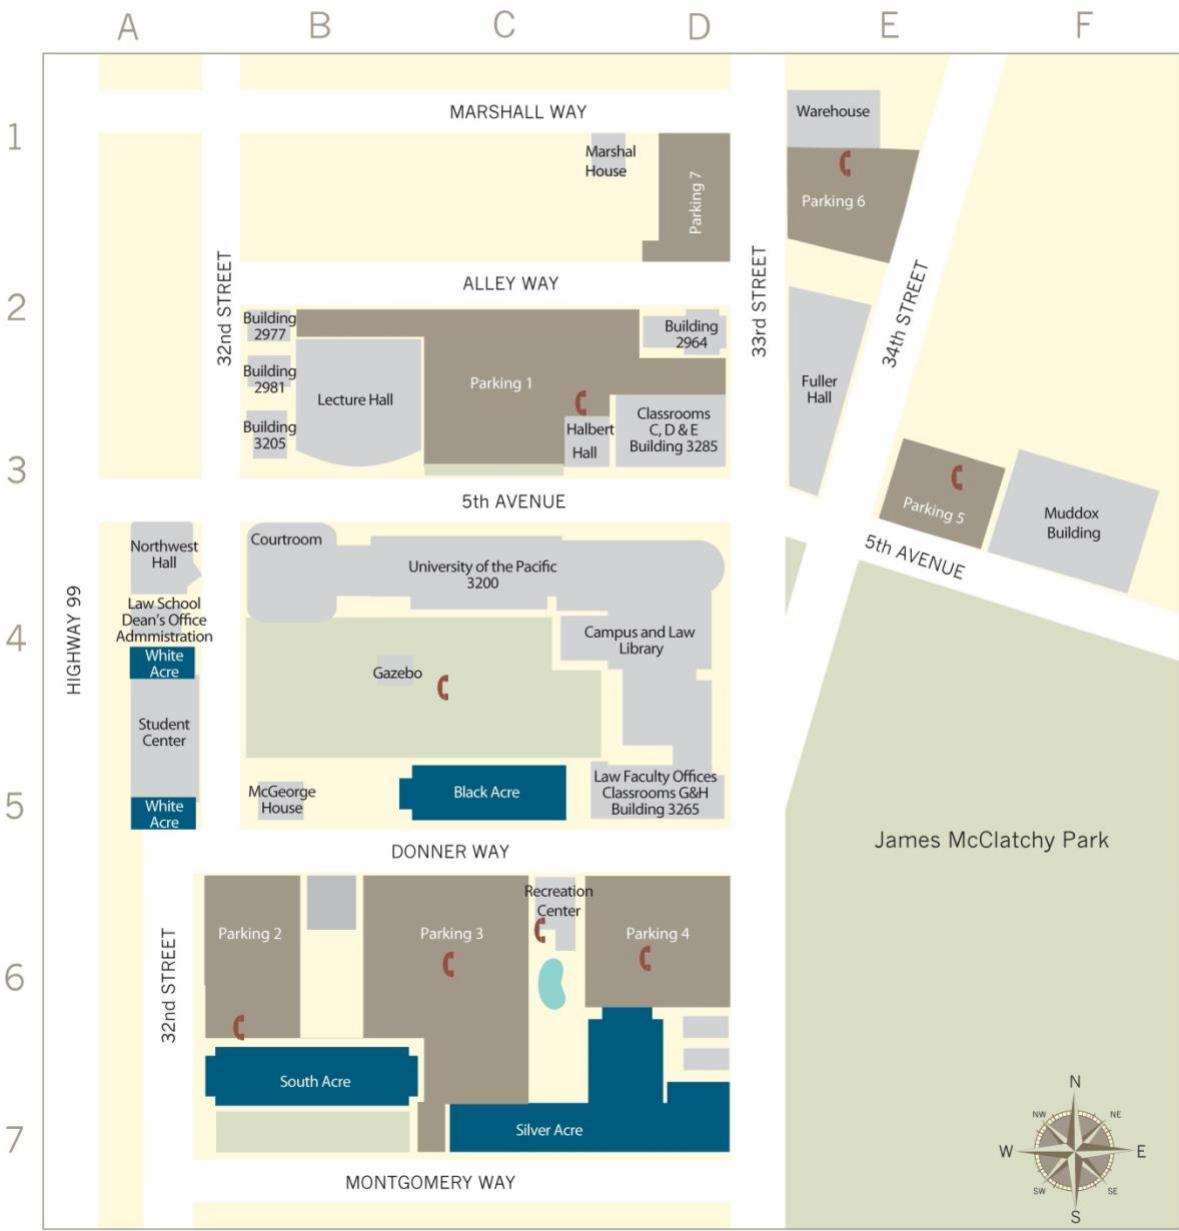 A B C D E F
1
2
3
4
5
6
7
MARSHALL WAY
Warehouse
Marshal
House
Parking 7
Parking 6
32nd STREET
ALLEY WAY
33rd STREET
34th STREET
Building
2977
Building
2964
Building
2981
Lecture Hall
Parking 1
Fuller
Hall
Building
3205
Halbert
Hall
Classrooms
C, D & E
Building 3285
Parking 5
Muddox
Building
5th AVENUE
5th AVENUE
HIGHWAY 99
Northwest
Hall
Courtroom
University of the Pacific
3200
Law School
Dean's Office
Admmistration
White
Acre
Campus and Law
Library
Gazebo
Student
Center
White
Acre
McGeorge
House
Black Acre
Law Faculty Offices
Classrooms G&H
Building 3265
James McClatchy Park
DONNER WAY
32nd STREET
Parking 2
Parking 3
Recreation
Center
Parking 4
South Acre
Silver Acre
MONTGOMERY WAY
N
NW NE
W E
SW SE
S